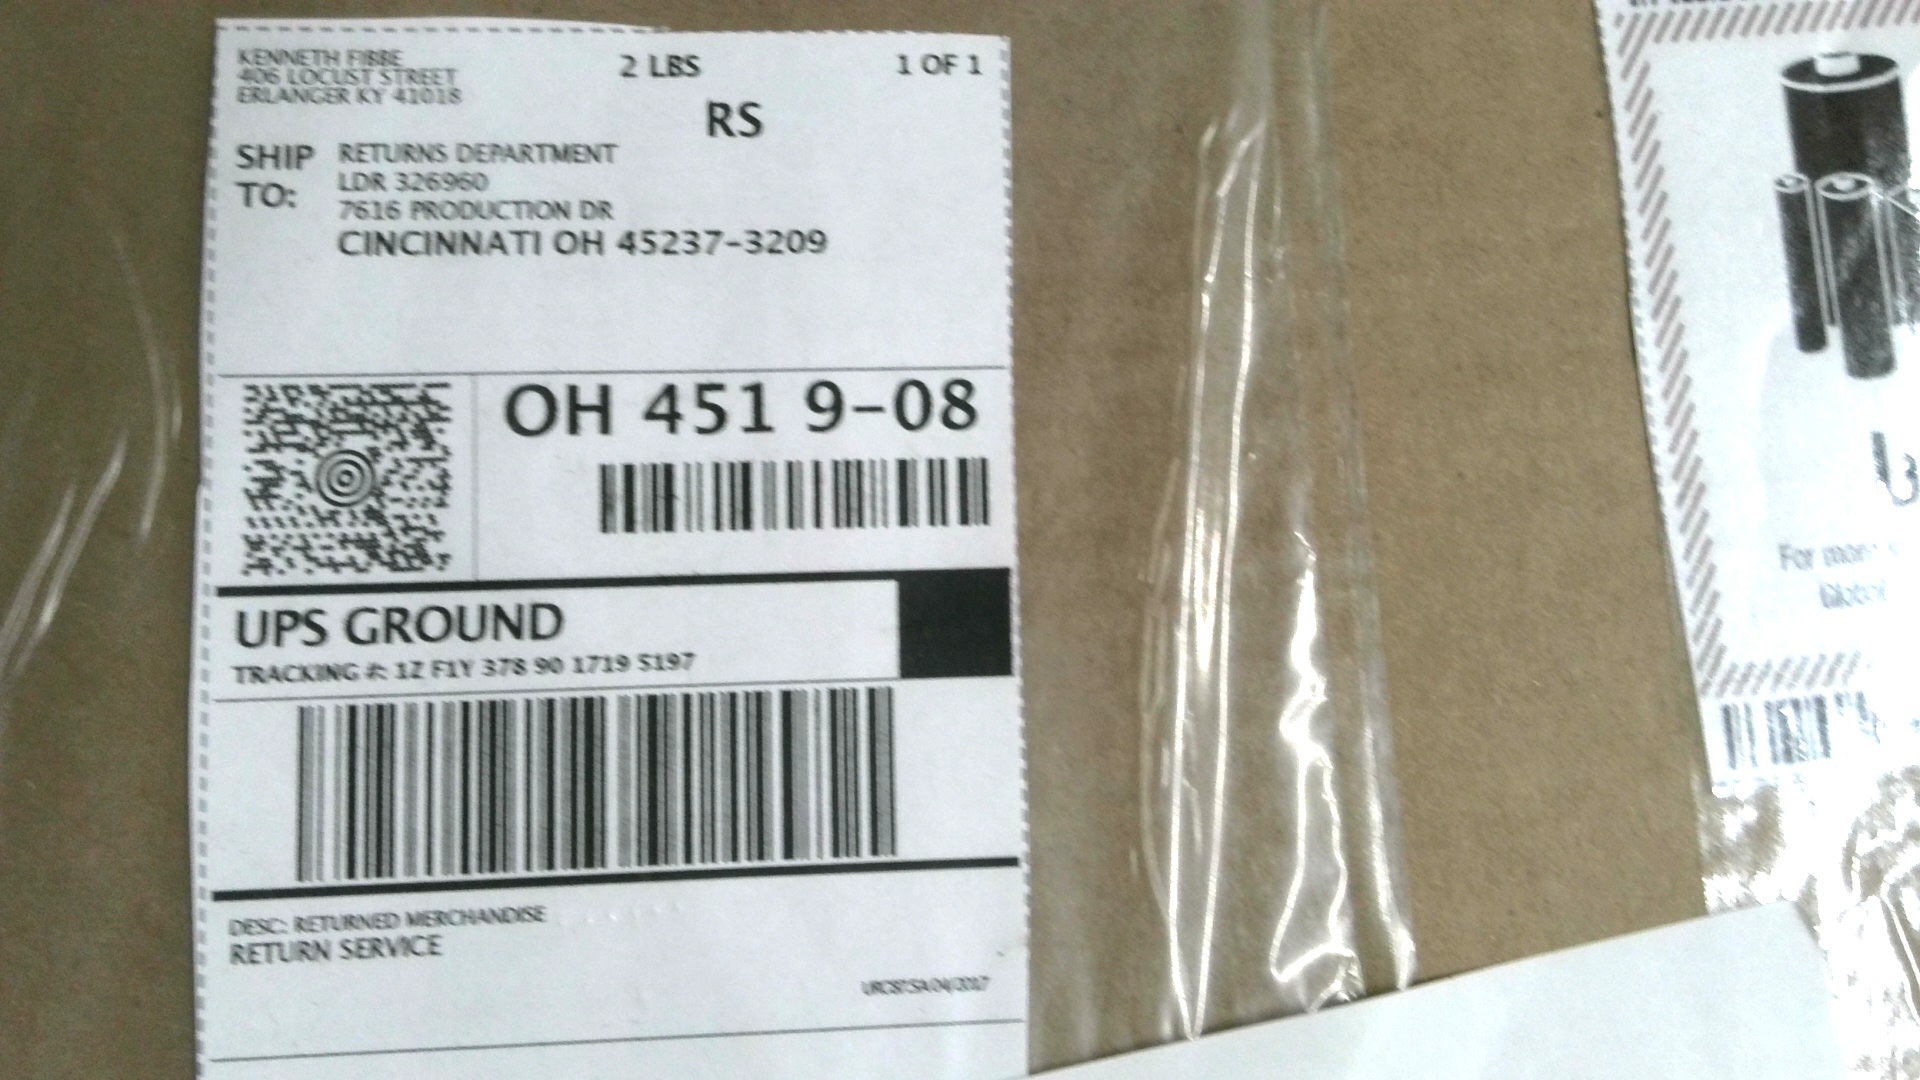 KENNETH FIBBE
406 LOCUST STREET
ERLANGER KY 41018
2 LBS
1 OF 1
RS
SHIP TO:
RETURNS DEPARTMENT
LDR 326960
7616 PRODUCTION DR
CINCINNATI OH 45237-3209
OH 451 9-08
UPS GROUND
TRACKING #: 1Z F1Y 378 90 1719 5197
DESC: RETURNED MERCHANDISE
RETURN SERVICE
For more